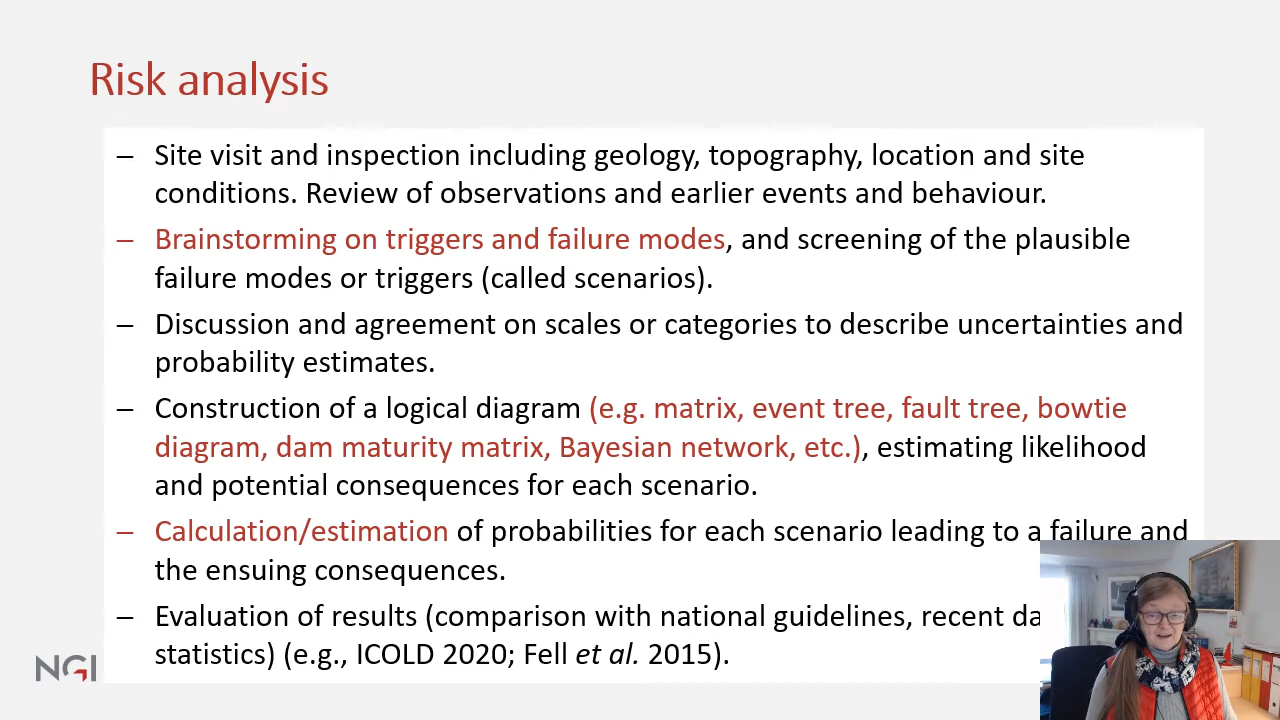 Risk analysis
– Site visit and inspection including geology, topography, location and site
conditions. Review of observations and earlier events and behaviour.
– Brainstorming on triggers and failure modes, and screening of the plausible
failure modes or triggers (called scenarios).
– Discussion and agreement on scales or categories to describe uncertainties and
probability estimates.
– Construction of a logical diagram (e.g. matrix, event tree, fault tree, bowtie
diagram, dam maturity matrix, Bayesian network, etc.), estimating likelihood
and potential consequences for each scenario.
– Calculation/estimation of probabilities for each scenario leading to a failure and
the ensuing consequences.
– Evaluation of results (comparison with national guidelines, recent
statistics) (e.g., ICOLD 2020; Fell et al. 2015).
NGI